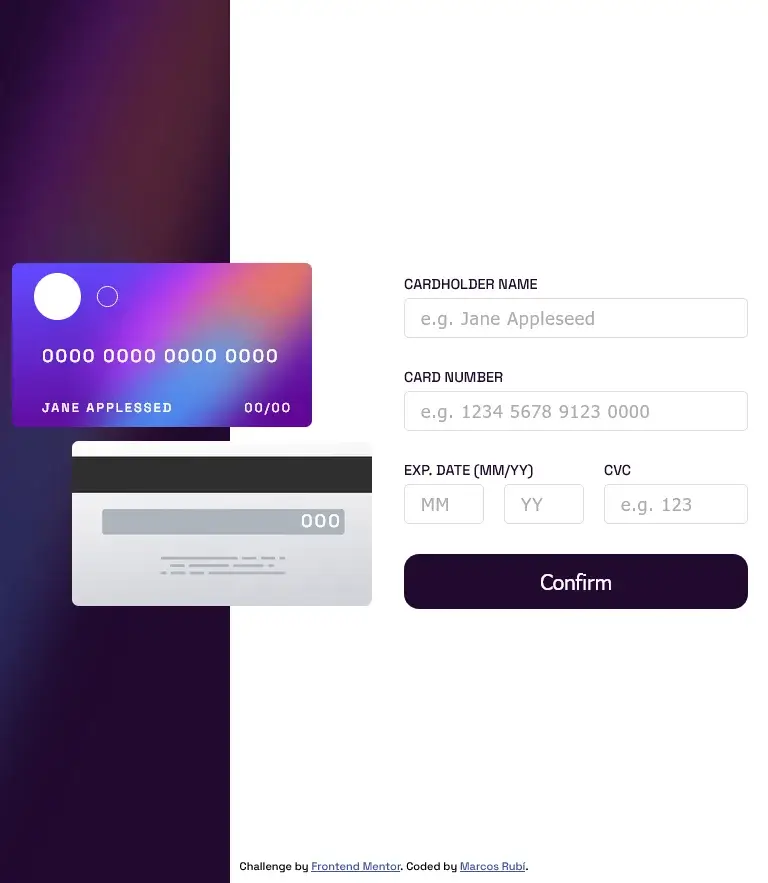 0000 0000 0000 0000
JANE APPLESSED 00/00
000
CARDHOLDER NAME
e.g. Jane Appleseed
CARD NUMBER
e.g. 1234 5678 9123 0000
EXP. DATE (MM/YY) CVC
MM YY e.g. 123
Confirm
Challenge by Frontend Mentor. Coded by Marcos Rubí.